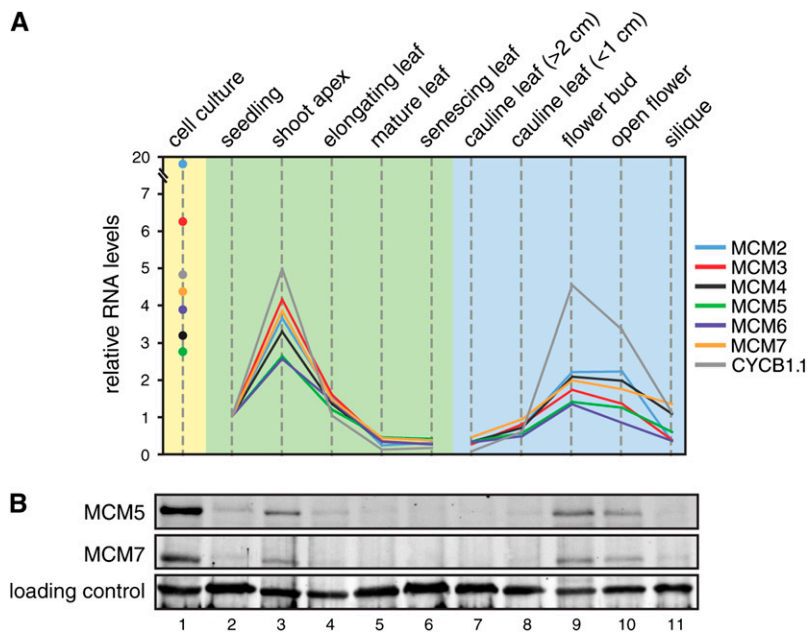 A
cell culture
seedling
shoot apex
elongating leaf
mature leaf
senescing leaf
cauline leaf (>2 cm)
cauline leaf (<1 cm)
flower bud
open flower
silique
relative RNA levels
20
7
6
5
4
3
2
1
0
MCM2
MCM3
MCM4
MCM5
MCM6
MCM7
CYCB1.1
B
MCM5
MCM7
loading control
1 2 3 4 5 6 7 8 9 10 11